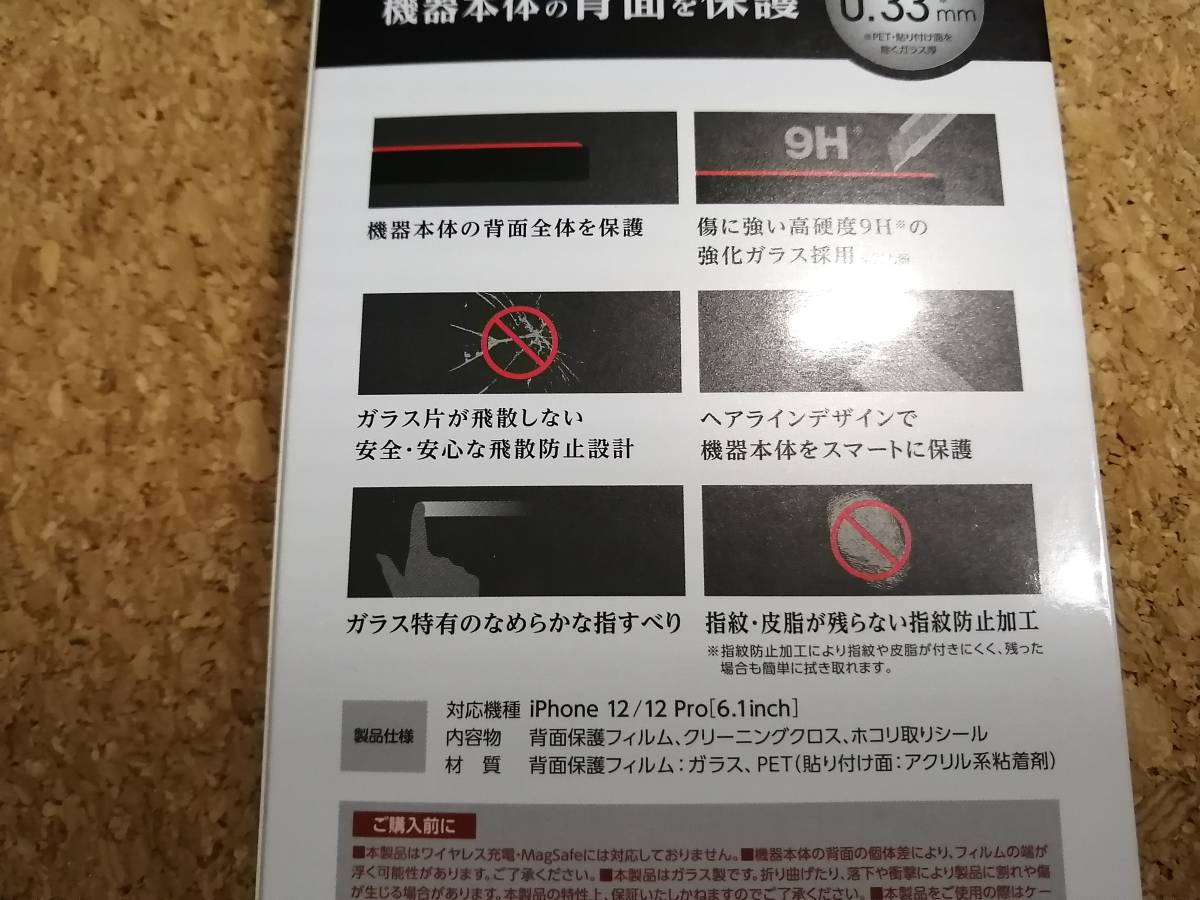 機器本体の背面を保護
0.33mm
※PET・貼り付け面を
除くガラス厚
9H※
機器本体の背面全体を保護
傷に強い高硬度9H※の
強化ガラス採用
ガラス片が飛散しない
安全・安心な飛散防止設計
ヘアラインデザインで
機器本体をスマートに保護
ガラス特有のなめらかな指すべり
指紋・皮脂が残らない指紋防止加工
※指紋防止加工により指紋や皮脂が付きにくく、残った
場合も簡単に拭き取れます。
製品仕様
対応機種 iPhone 12/12 Pro[6.1inch]
内容物 背面保護フィルム、クリーニングクロス、ホコリ取りシール
材 質 背面保護フィルム:ガラス、PET(貼り付け面:アクリル系粘着剤)
ご購入前に
■本製品はワイヤレス充電・MagSafeには対応しておりません。■機器本体の背面の個体差により、フィルムの端が
浮く可能性があります。ご了承ください。■本製品はガラス製です。折り曲げたり、落下や衝撃により製品に割れや傷
が生じる場合があります。本製品の特性上、保証いたしかねますのでご了承ください。■本製品をご使用の際はケー